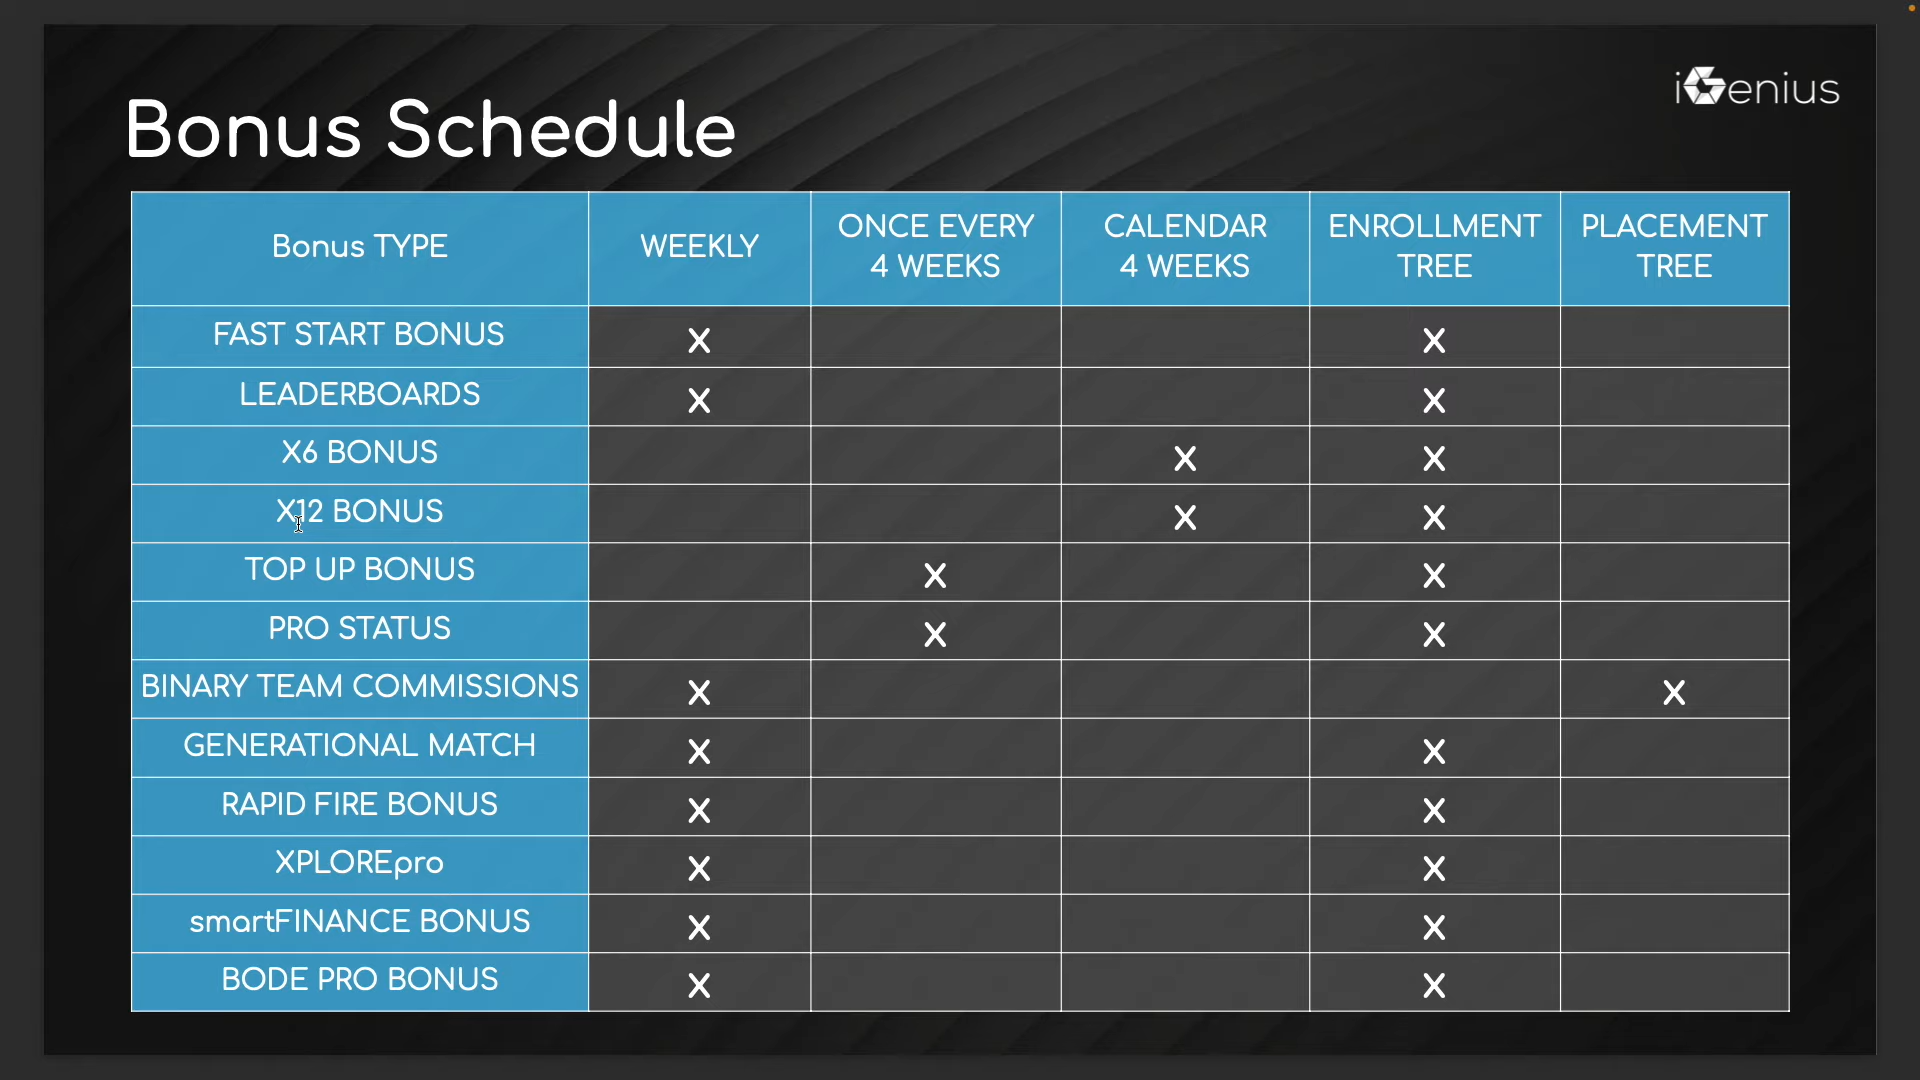 iGenius
Bonus Schedule
Bonus TYPE WEEKLY ONCE EVERY 4 WEEKS CALENDAR 4 WEEKS ENROLLMENT TREE PLACEMENT TREE
FAST START BONUS X X
LEADERBOARDS X X
X6 BONUS X X
X12 BONUS X X
TOP UP BONUS X X
PRO STATUS X X
BINARY TEAM COMMISSIONS X X
GENERATIONAL MATCH X X
RAPID FIRE BONUS X X
XPLOREpro X X
smartFINANCE BONUS X X
BODE PRO BONUS X X